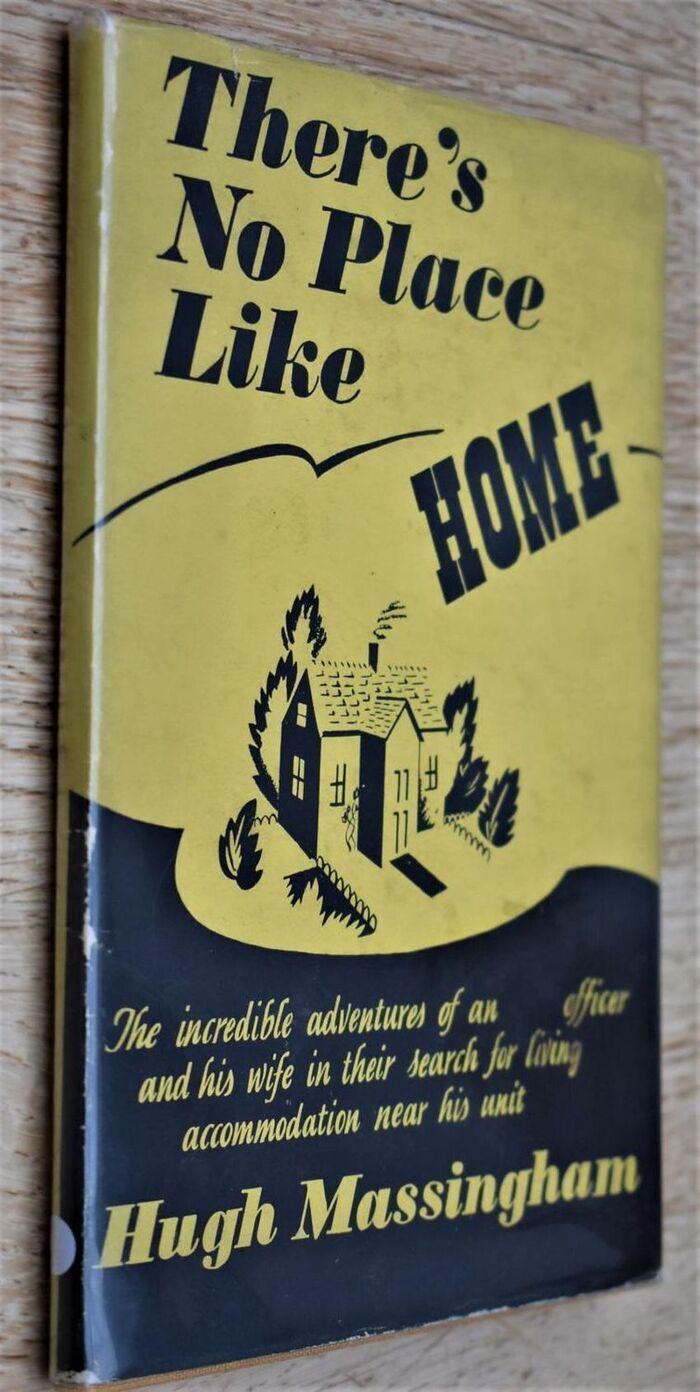 There's
No Place
Like
HOME
The incredible adventures of an officer
and his wife in their search for living
accommodation near his unit
Hugh Massingham